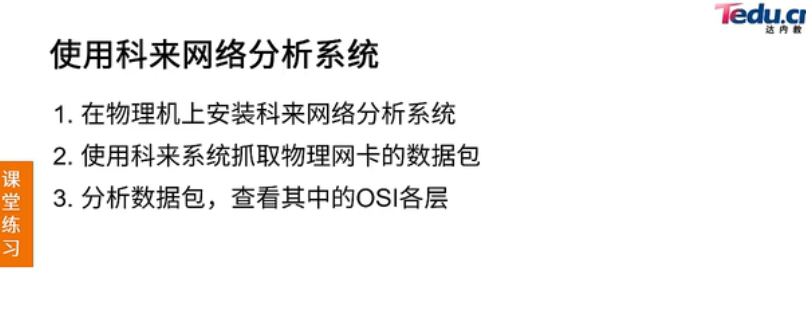 Tedu.cn
达内教
使用科来网络分析系统
1. 在物理机上安装科来网络分析系统
2. 使用科来系统抓取物理网卡的数据包
3. 分析数据包，查看其中的OSI各层
课
堂
练
习